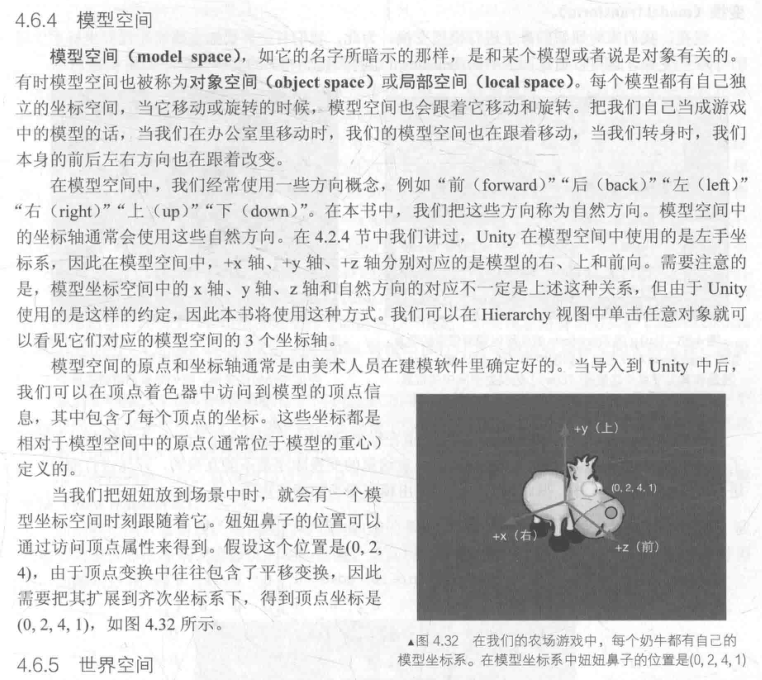 4.6.4 模型空间
模型空间（model space），如它的名字所暗示的那样，是和某个模型或者说是对象有关的。
有时模型空间也被称为对象空间（object space）或局部空间（local space）。每个模型都有自己独
立的坐标空间，当它移动或旋转的时候，模型空间也会跟着它移动和旋转。把我们自己当成游戏
中的模型的话，当我们在办公室里移动时，我们的模型空间也在跟着移动，当我们转身时，我们
本身的前后左右方向也在跟着改变。
在模型空间中，我们经常使用一些方向概念，例如“前（forward）”“后（back）”“左（left）”
“右（right）”“上（up）”“下（down）”。在本书中，我们把这些方向称为自然方向。模型空间中
的坐标轴通常会使用这些自然方向。在 4.2.4 节中我们讲过，Unity 在模型空间中使用的是左手坐
标系，因此在模型空间中，+x 轴、+y 轴、+z 轴分别对应的是模型的右、上和前向。需要注意的
是，模型坐标空间中的 x 轴、y 轴、z 轴和自然方向的对应不一定是上述这种关系，但由于 Unity
使用的是这样的约定，因此本书将使用这种方式。我们可以在 Hierarchy 视图中单击任意对象就可
以看见它们对应的模型空间的 3 个坐标轴。
模型空间的原点和坐标轴通常是由美术人员在建模软件里确定好的。当导入到 Unity 中后，
我们可以在顶点着色器中访问到模型的顶点信
息，其中包含了每个顶点的坐标。这些坐标都是
相对于模型空间中的原点（通常位于模型的重心）
定义的。
当我们把妞妞放到场景中时，就会有一个模
型坐标空间时刻跟随着它。妞妞鼻子的位置可以
通过访问顶点属性来得到。假设这个位置是(0, 2,
4)，由于顶点变换中往往包含了平移变换，因此
需要把其扩展到齐次坐标系下，得到顶点坐标是
(0, 2, 4, 1)，如图 4.32 所示。
+y（上）
(0, 2, 4, 1)
+x（右）
+z（前）
▲图 4.32 在我们的农场游戏中，每个奶牛都有自己的
模型坐标系。在模型坐标系中妞妞鼻子的位置是(0, 2, 4, 1)
4.6.5 世界空间